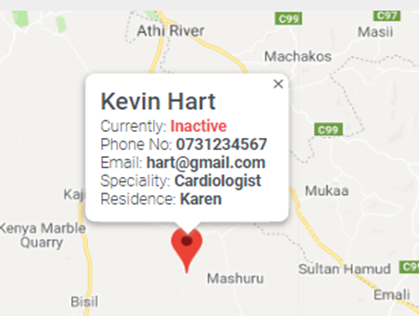 C99
C97
Athi River
Masii
Machakos
×
Kevin Hart
Currently: Inactive
Phone No: 0731234567
Email: hart@gmail.com
Speciality: Cardiologist
Residence: Karen
C99
Mukaa
Kaj
Kenya Marble
Quarry
Mashuru
Sultan Hamud
C99
Bisil
Emali